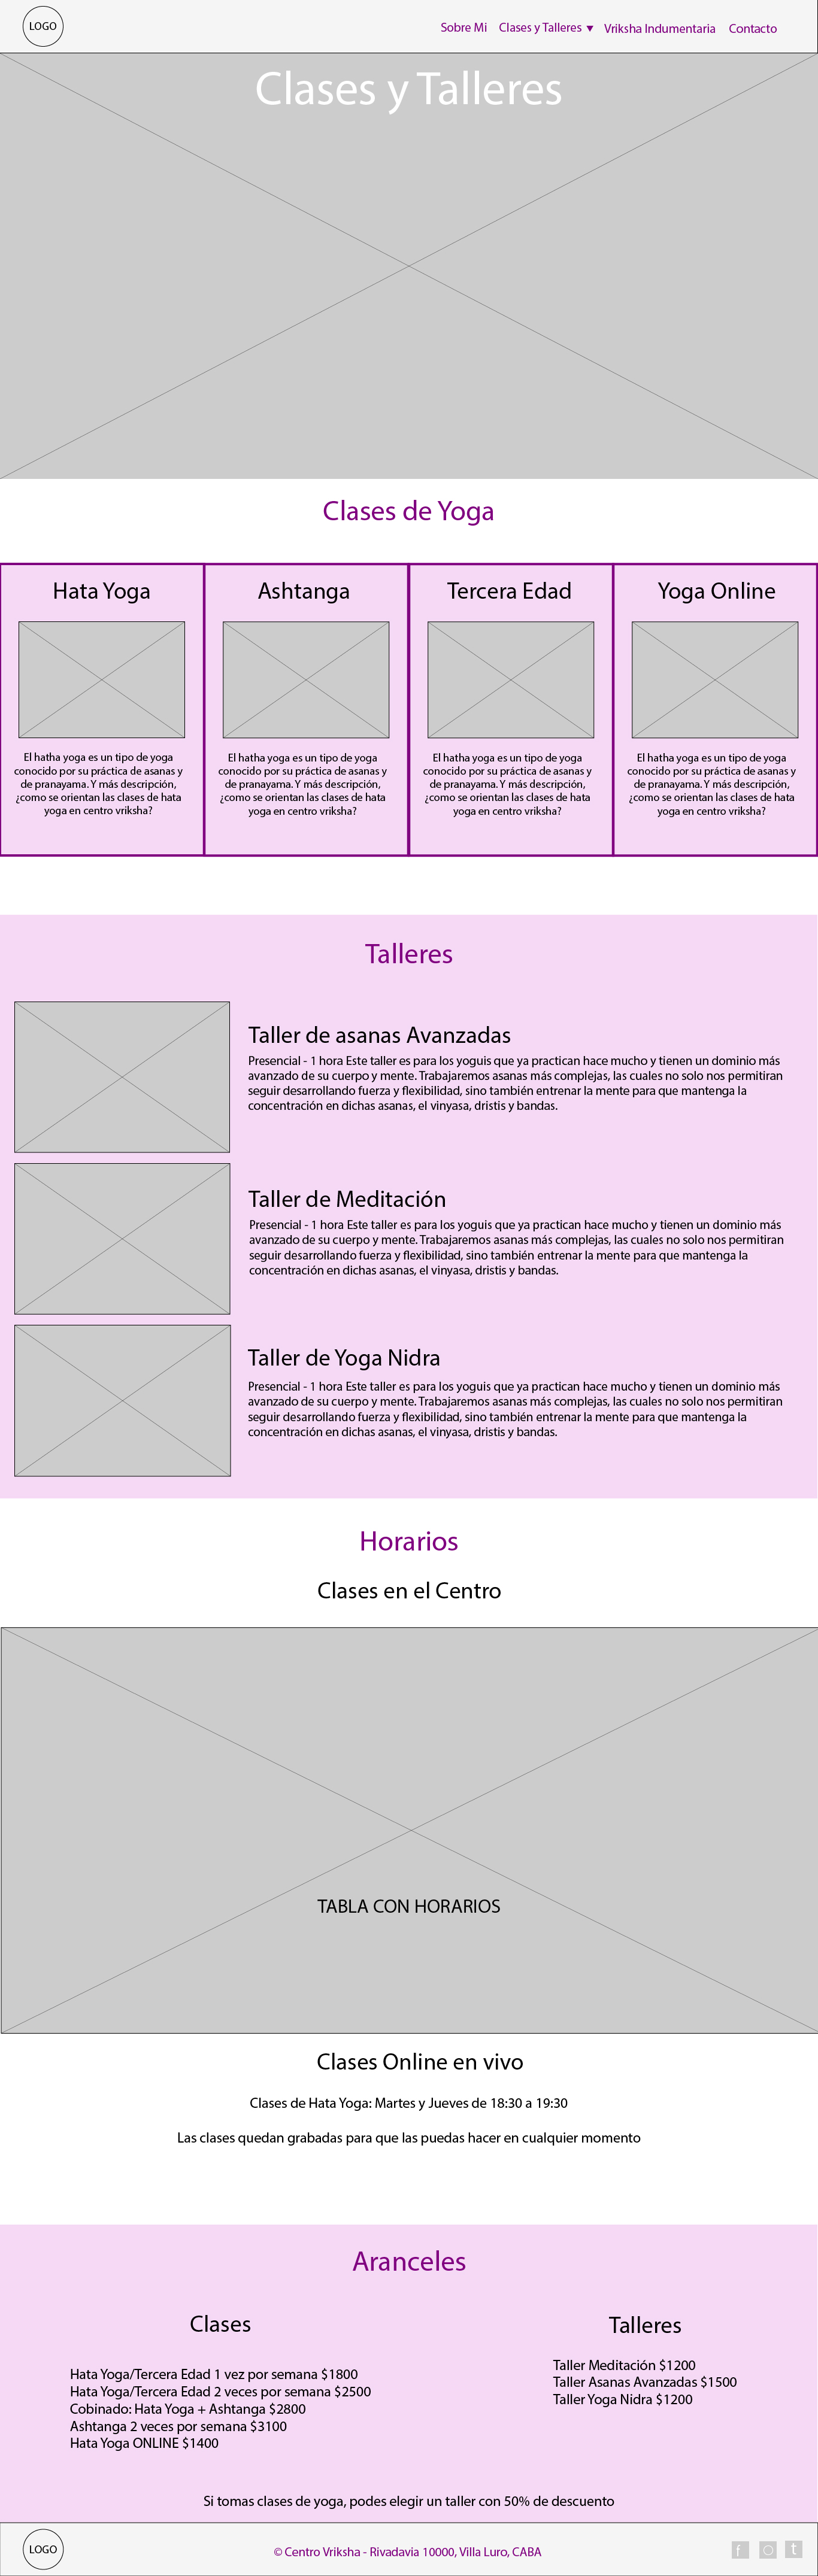 LOGO
Sobre Mi
Clases y Talleres ▼
Vriksha Indumentaria
Contacto
Clases y Talleres
Clases de Yoga
Hata Yoga
El hatha yoga es un tipo de yoga
conocido por su práctica de asanas y
de pranayama. Y más descripción,
¿como se orientan las clases de hata
yoga en centro vriksha?
Ashtanga
El hatha yoga es un tipo de yoga
conocido por su práctica de asanas y
de pranayama. Y más descripción,
¿como se orientan las clases de hata
yoga en centro vriksha?
Tercera Edad
El hatha yoga es un tipo de yoga
conocido por su práctica de asanas y
de pranayama. Y más descripción,
¿como se orientan las clases de hata
yoga en centro vriksha?
Yoga Online
El hatha yoga es un tipo de yoga
conocido por su práctica de asanas y
de pranayama. Y más descripción,
¿como se orientan las clases de hata
yoga en centro vriksha?
Talleres
Taller de asanas Avanzadas
Presencial - 1 hora Este taller es para los yoguis que ya practican hace mucho y tienen un dominio más
avanzado de su cuerpo y mente. Trabajaremos asanas más complejas, las cuales no solo nos permitiran
seguir desarrollando fuerza y flexibilidad, sino también entrenar la mente para que mantenga la
concentración en dichas asanas, el vinyasa, dristis y bandas.
Taller de Meditación
Presencial - 1 hora Este taller es para los yoguis que ya practican hace mucho y tienen un dominio más
avanzado de su cuerpo y mente. Trabajaremos asanas más complejas, las cuales no solo nos permitiran
seguir desarrollando fuerza y flexibilidad, sino también entrenar la mente para que mantenga la
concentración en dichas asanas, el vinyasa, dristis y bandas.
Taller de Yoga Nidra
Presencial - 1 hora Este taller es para los yoguis que ya practican hace mucho y tienen un dominio más
avanzado de su cuerpo y mente. Trabajaremos asanas más complejas, las cuales no solo nos permitiran
seguir desarrollando fuerza y flexibilidad, sino también entrenar la mente para que mantenga la
concentración en dichas asanas, el vinyasa, dristis y bandas.
Horarios
Clases en el Centro
TABLA CON HORARIOS
Clases Online en vivo
Clases de Hata Yoga: Martes y Jueves de 18:30 a 19:30
Las clases quedan grabadas para que las puedas hacer en cualquier momento
Aranceles
Clases
Hata Yoga/Tercera Edad 1 vez por semana $1800
Hata Yoga/Tercera Edad 2 veces por semana $2500
Cobinado: Hata Yoga + Ashtanga $2800
Ashtanga 2 veces por semana $3100
Hata Yoga ONLINE $1400
Talleres
Taller Meditación $1200
Taller Asanas Avanzadas $1500
Taller Yoga Nidra $1200
Si tomas clases de yoga, podes elegir un taller con 50% de descuento
LOGO
© Centro Vriksha - Rivadavia 10000, Villa Luro, CABA
f
t